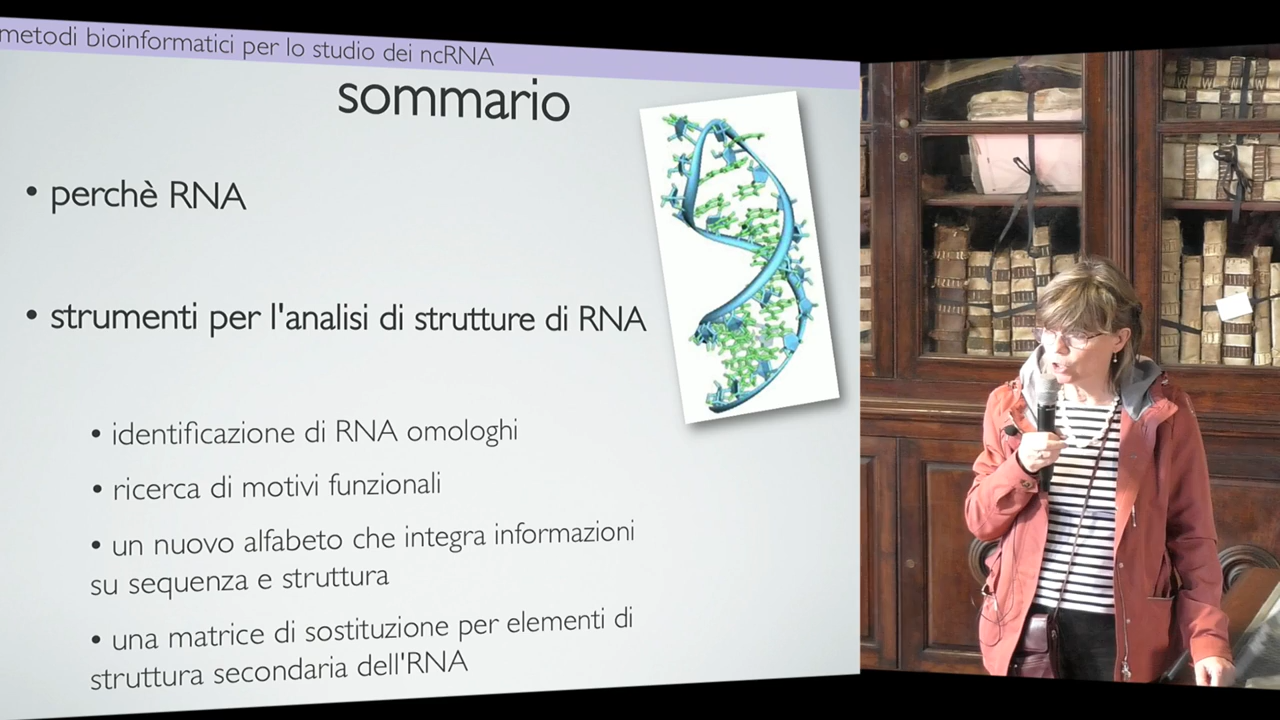 metodi bioinformatici per lo studio dei ncRNA
sommario
• perchè RNA
• strumenti per l'analisi di strutture di RNA
• identificazione di RNA omologhi
• ricerca di motivi funzionali
• un nuovo alfabeto che integra informazioni
su sequenza e struttura
• una matrice di sostituzione per elementi di
struttura secondaria dell'RNA